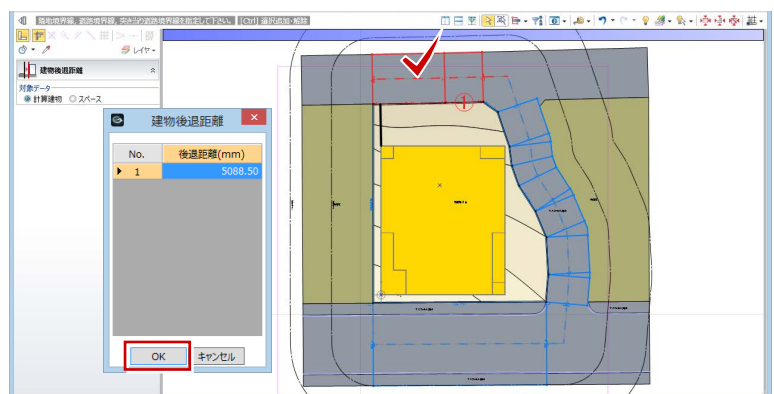 隣地境界線、道路境界線、突き当り道路境界線を指定して下さい。 [Ctrl] 選択追加・解除
レイヤー
建物後退距離
対象データ
計算建物 スペース
建物後退距離
No. 後退距離(mm)
1 5088.50
OK キャンセル
①